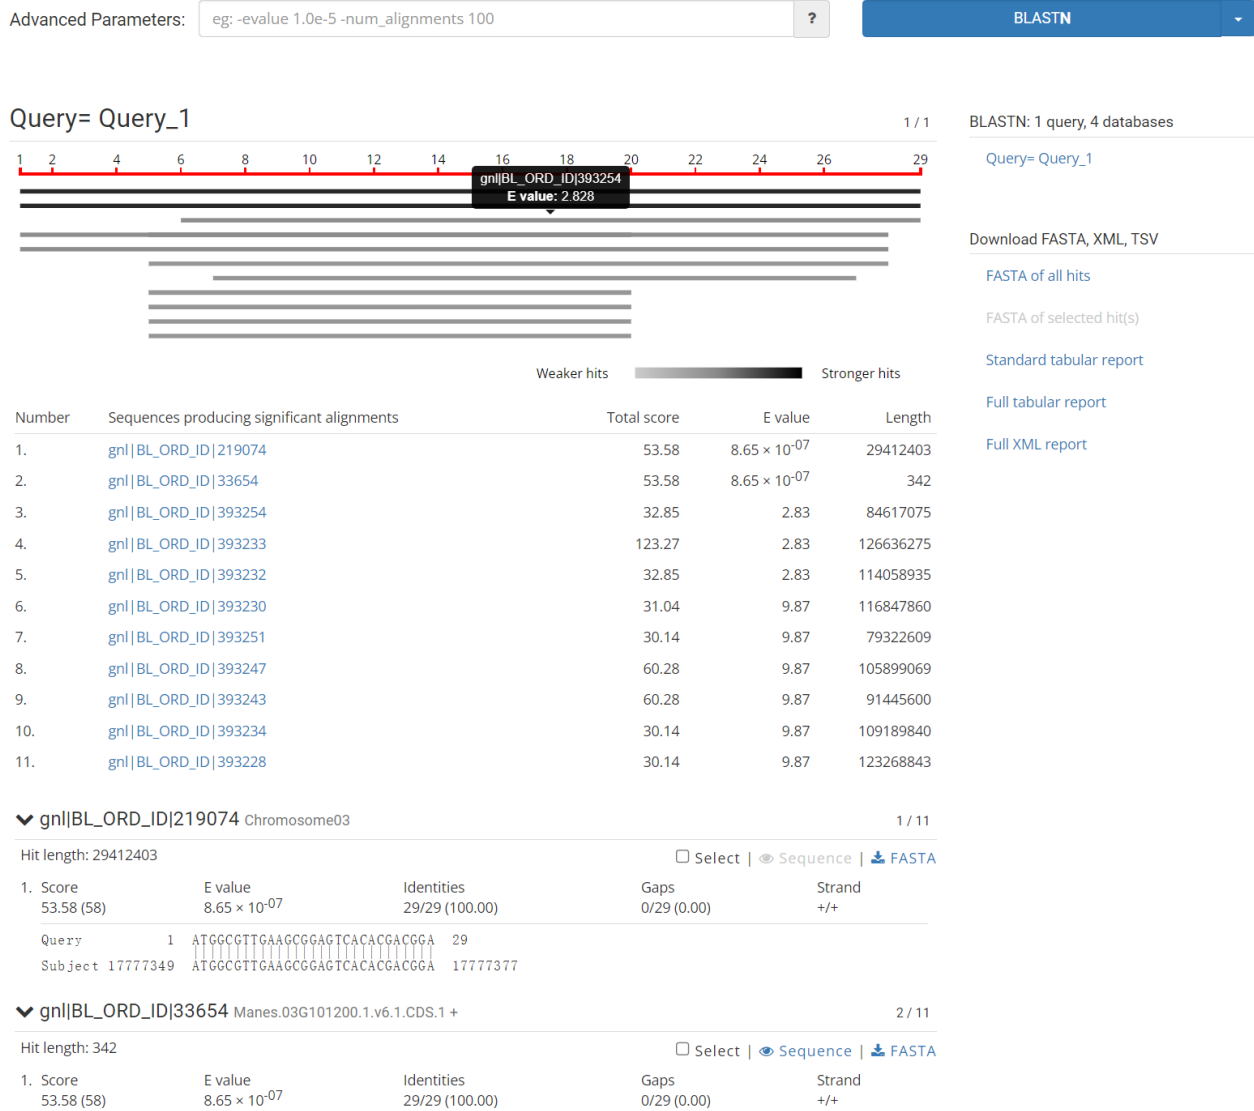 Advanced Parameters: eg: -evalue 1.0e-5 -num_alignments 100 ? BLASTN
Query= Query_1 1 / 1
BLASTN: 1 query, 4 databases
Query= Query_1
1 2 4 6 8 10 12 14 16 18 20 22 24 26 29
gnl|BL_ORD_ID|393254
E value: 2.828
Download FASTA, XML, TSV
FASTA of all hits
FASTA of selected hit(s)
Standard tabular report
Full tabular report
Full XML report
Weaker hits Stronger hits
Number Sequences producing significant alignments Total score E value Length
1. gnl|BL_ORD_ID|219074 53.58 8.65 × 10-07 29412403
2. gnl|BL_ORD_ID|33654 53.58 8.65 × 10-07 342
3. gnl|BL_ORD_ID|393254 32.85 2.83 84617075
4. gnl|BL_ORD_ID|393233 123.27 2.83 126636275
5. gnl|BL_ORD_ID|393232 32.85 2.83 114058935
6. gnl|BL_ORD_ID|393230 31.04 9.87 116847860
7. gnl|BL_ORD_ID|393251 30.14 9.87 79322609
8. gnl|BL_ORD_ID|393247 60.28 9.87 105899069
9. gnl|BL_ORD_ID|393243 60.28 9.87 91445600
10. gnl|BL_ORD_ID|393234 30.14 9.87 109189840
11. gnl|BL_ORD_ID|393228 30.14 9.87 123268843
gnl|BL_ORD_ID|219074 Chromosome03 1 / 11
Hit length: 29412403 Select | Sequence | FASTA
1. Score E value Identities Gaps Strand
53.58 (58) 8.65 × 10-07 29/29 (100.00) 0/29 (0.00) +/+
Query 1 ATGGCGTTGAAGCGGAGTCACACGACGGA 29
|||||||||||||||||||||||||||||
Subject 17777349 ATGGCGTTGAAGCGGAGTCACACGACGGA 17777377
gnl|BL_ORD_ID|33654 Manes.03G101200.1.v6.1.CDS.1 + 2 / 11
Hit length: 342 Select | Sequence | FASTA
1. Score E value Identities Gaps Strand
53.58 (58) 8.65 × 10-07 29/29 (100.00) 0/29 (0.00) +/+